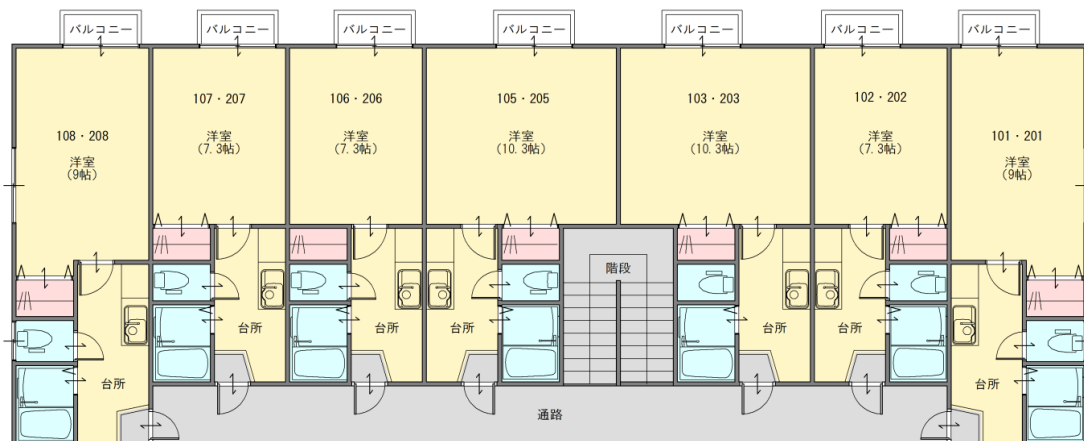 バルコニー
バルコニー
バルコニー
バルコニー
バルコニー
バルコニー
バルコニー
108・208
洋室
(9帖)
107・207
洋室
(7.3帖)
106・206
洋室
(7.3帖)
105・205
洋室
(10.3帖)
103・203
洋室
(10.3帖)
102・202
洋室
(7.3帖)
101・201
洋室
(9帖)
階段
台所
台所
台所
台所
台所
台所
台所
台所
通路